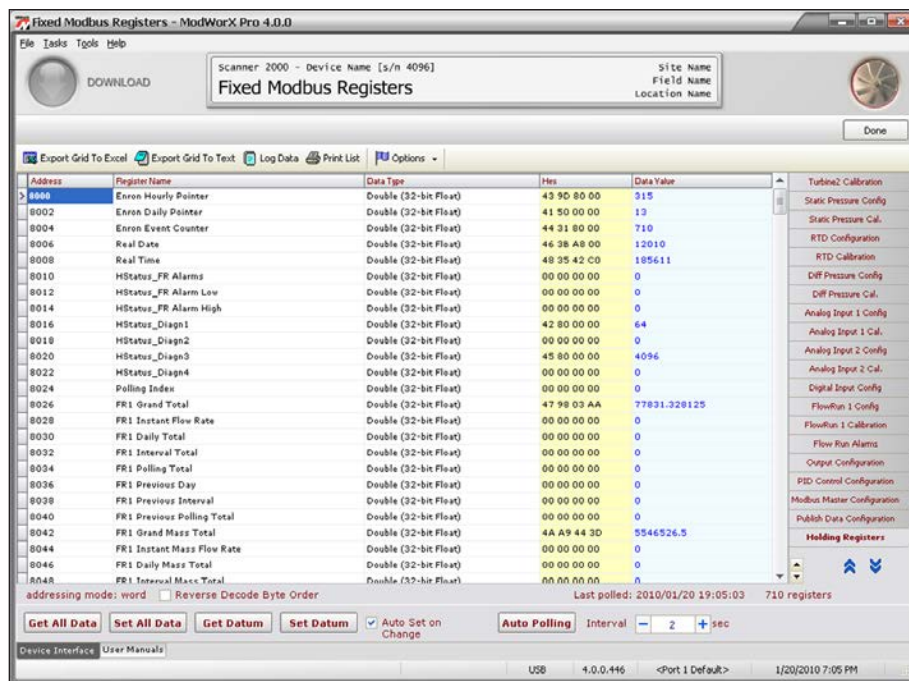 Fixed Modbus Registers - ModWorX Pro 4.0.0
File Tasks Tools Help
DOWNLOAD
Scanner 2000 - Device Name [s/n 4096]
Site Name
Fixed Modbus Registers
Field Name
Location Name
Done
Export Grid To Excel Export Grid To Text Log Data Print List Options
Address Register Name Data Type Hes Data Value
8000 Enron Hourly Pointer Double (32-bit Float) 43 9D 80 00 315
8002 Enron Daily Pointer Double (32-bit Float) 41 50 00 00 13
8004 Enron Event Counter Double (32-bit Float) 44 31 80 00 710
8006 Real Date Double (32-bit Float) 46 3B A8 00 12010
8008 Real Time Double (32-bit Float) 48 35 42 C0 185611
8010 HStatus_FR Alarms Double (32-bit Float) 00 00 00 00 0
8012 HStatus_FR Alarm Low Double (32-bit Float) 00 00 00 00 0
8014 HStatus_FR Alarm High Double (32-bit Float) 00 00 00 00 0
8016 HStatus_Diagn1 Double (32-bit Float) 42 80 00 00 64
8018 HStatus_Diagn2 Double (32-bit Float) 00 00 00 00 0
8020 HStatus_Diagn3 Double (32-bit Float) 45 80 00 00 4096
8022 HStatus_Diagn4 Double (32-bit Float) 00 00 00 00 0
8024 Polling Index Double (32-bit Float) 00 00 00 00 0
8026 FR1 Grand Total Double (32-bit Float) 47 98 03 AA 77831.328125
8028 FR1 Instant Flow Rate Double (32-bit Float) 00 00 00 00 0
8030 FR1 Daily Total Double (32-bit Float) 00 00 00 00 0
8032 FR1 Interval Total Double (32-bit Float) 00 00 00 00 0
8034 FR1 Polling Total Double (32-bit Float) 00 00 00 00 0
8036 FR1 Previous Day Double (32-bit Float) 00 00 00 00 0
8038 FR1 Previous Interval Double (32-bit Float) 00 00 00 00 0
8040 FR1 Previous Polling Total Double (32-bit Float) 00 00 00 00 0
8042 FR1 Grand Mass Total Double (32-bit Float) 4A A9 44 3D 5546526.5
8044 FR1 Instant Mass Flow Rate Double (32-bit Float) 00 00 00 00 0
8046 FR1 Daily Mass Total Double (32-bit Float) 00 00 00 00 0
8048 FR1 Interval Mass Total Double (32-bit Float) 00 00 00 00 0
Turbine2 Calibration
Static Pressure Config
Static Pressure Cal.
RTD Configuration
RTD Calibration
Diff Pressure Config
Diff Pressure Cal.
Analog Input 1 Config
Analog Input 1 Cal.
Analog Input 2 Config
Analog Input 2 Cal.
Digital Input Config
FlowRun 1 Config
FlowRun 1 Calibration
Flow Run Alarms
Output Configuration
PID Control Configuration
Modbus Master Configuration
Publish Data Configuration
Holding Registers
addressing mode: word Reverse Decode Byte Order Last polled: 2010/01/20 19:05:03 710 registers
Get All Data Set All Data Get Datum Set Datum Auto Set on Change Auto Polling Interval 2 sec
Device Interface User Manuals
USB 4.0.0.446 <Port 1 Default> 1/20/2010 7:05 PM